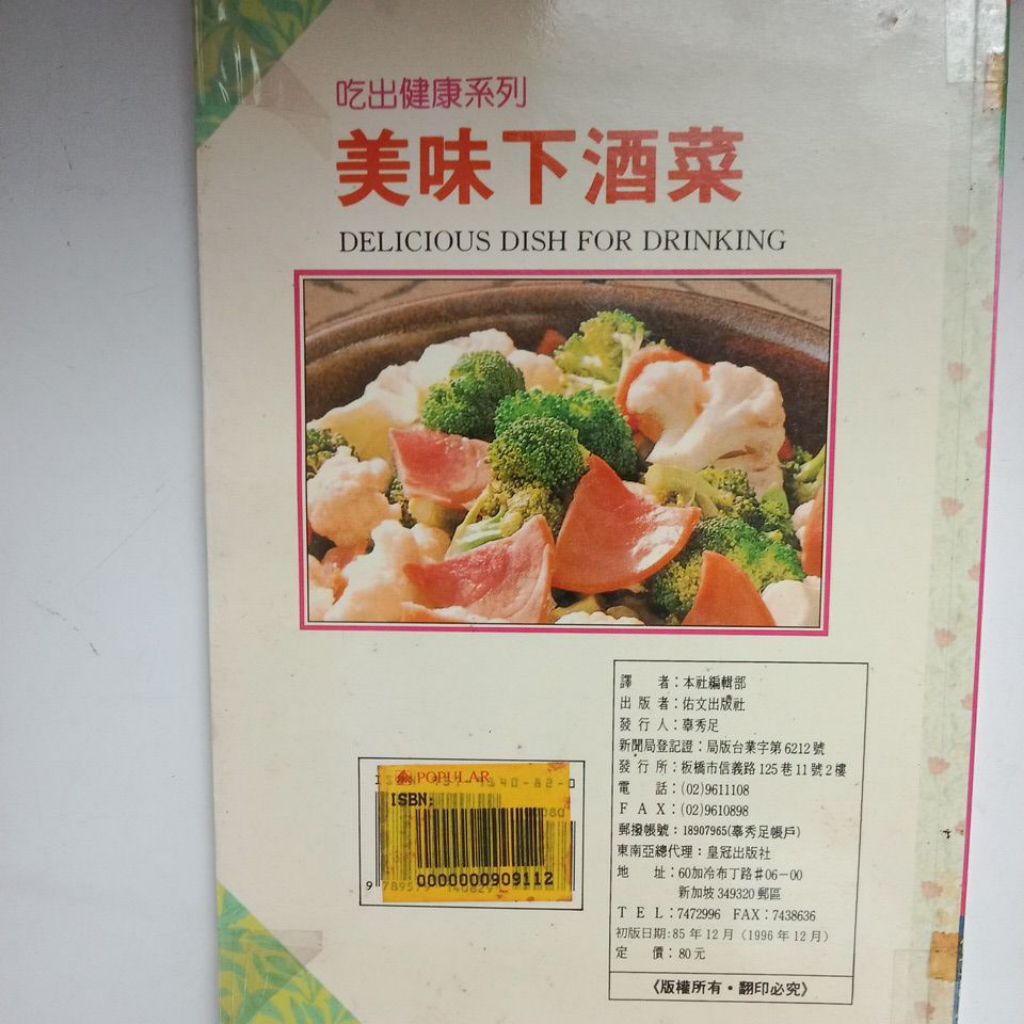 吃出健康系列
美味下酒菜
DELICIOUS DISH FOR DRINKING
譯 者：本社編輯部
出版者：佑文出版社
發行人：辜秀足
新聞局登記證：局版台業字第6212號
發行所：板橋市信義路125巷11號2樓
電 話：(02)9611108
FAX：(02)9610898
郵撥帳號：18907965(辜秀足帳戶)
東南亞總代理：皇冠出版社
地 址：60加冷布丁路#06-00
新加坡349320郵區
TEL：7472996 FAX：7438636
初版日期：85年12月（1996年12月）
定 價：80元
《版權所有•翻印必究》
POPULAR
ISBN:
0000000909112